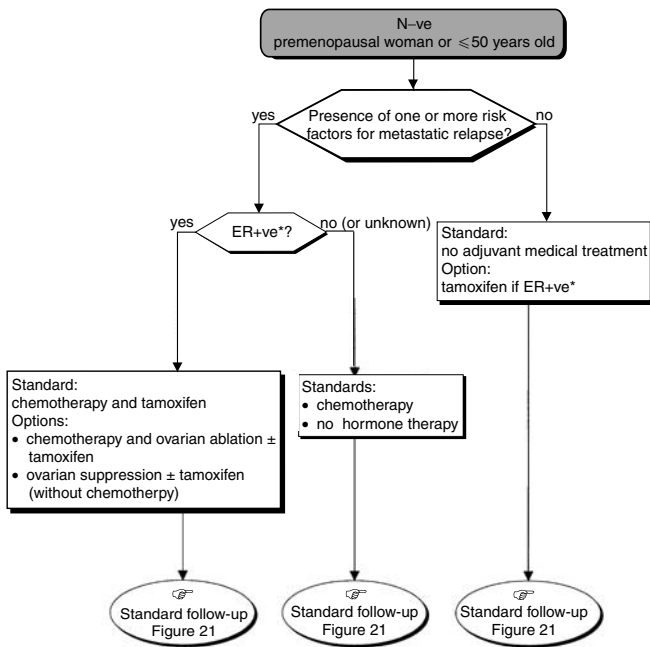 N–ve
premenopausal woman or ⩽50 years old
Presence of one or more risk
factors for metastatic relapse?
yes
no
ER+ve*?
yes
no (or unknown)
Standard:
no adjuvant medical treatment
Option:
tamoxifen if ER+ve*
Standard:
chemotherapy and tamoxifen
Options:
• chemotherapy and ovarian ablation ±
tamoxifen
• ovarian suppression ± tamoxifen
(without chemotherpy)
Standards:
• chemotherapy
• no hormone therapy
☞
Standard follow-up
Figure 21
☞
Standard follow-up
Figure 21
☞
Standard follow-up
Figure 21